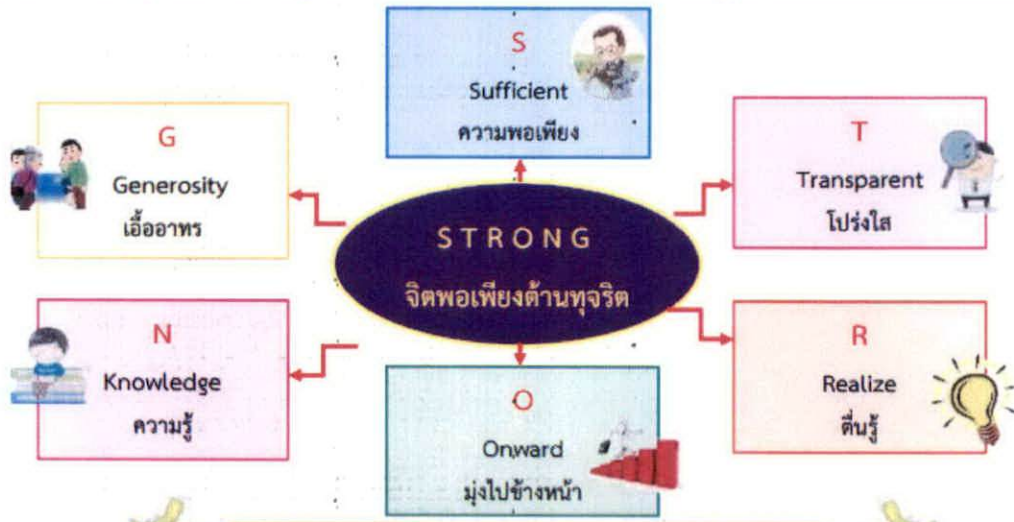 S
Sufficient
ความพอเพียง
G
Generosity
เอื้ออาทร
T
Transparent
โปร่งใส
STRONG
จิตพอเพียงต้านทุจริต
N
Knowledge
ความรู้
R
Realize
ตื่นรู้
O
Onward
มุ่งไปข้างหน้า